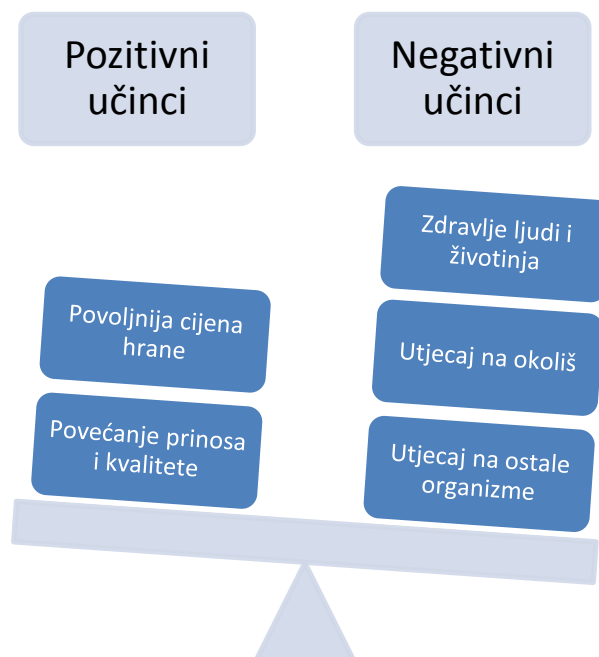 Pozitivni
učinci
Negativni
učinci
Povoljnija cijena
hrane
Povećanje prinosa
i kvalitete
Zdravlje ljudi i
životinja
Utjecaj na okoliš
Utjecaj na ostale
organizme